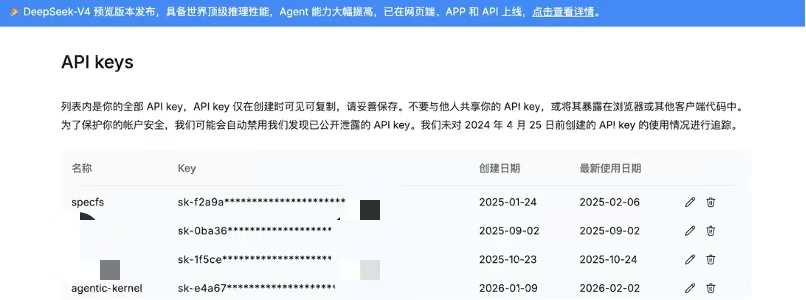 🎉 DeepSeek-V4 预览版本发布，具备世界顶级推理性能，Agent 能力大幅提高，已在网页端、APP 和 API 上线，点击查看详情。
API keys
列表内是你的全部 API key，API key 仅在创建时可见可复制，请妥善保存。不要与他人共享你的 API key，或将其暴露在浏览器或其他客户端代码中。
为了保护你的帐户安全，我们可能会自动禁用我们发现已公开泄露的 API key。我们未对 2024 年 4 月 25 日前创建的 API key 的使用情况进行追踪。
名称 Key 创建日期 最新使用日期
specfs sk-f2a9a********************** 2025-01-24 2025-02-06
sk-0ba36******************** 2025-09-02 2025-09-02
sk-1f5ce******************** 2025-10-23 2025-10-24
agentic-kernel sk-e4a67******************** 2026-01-09 2026-02-02